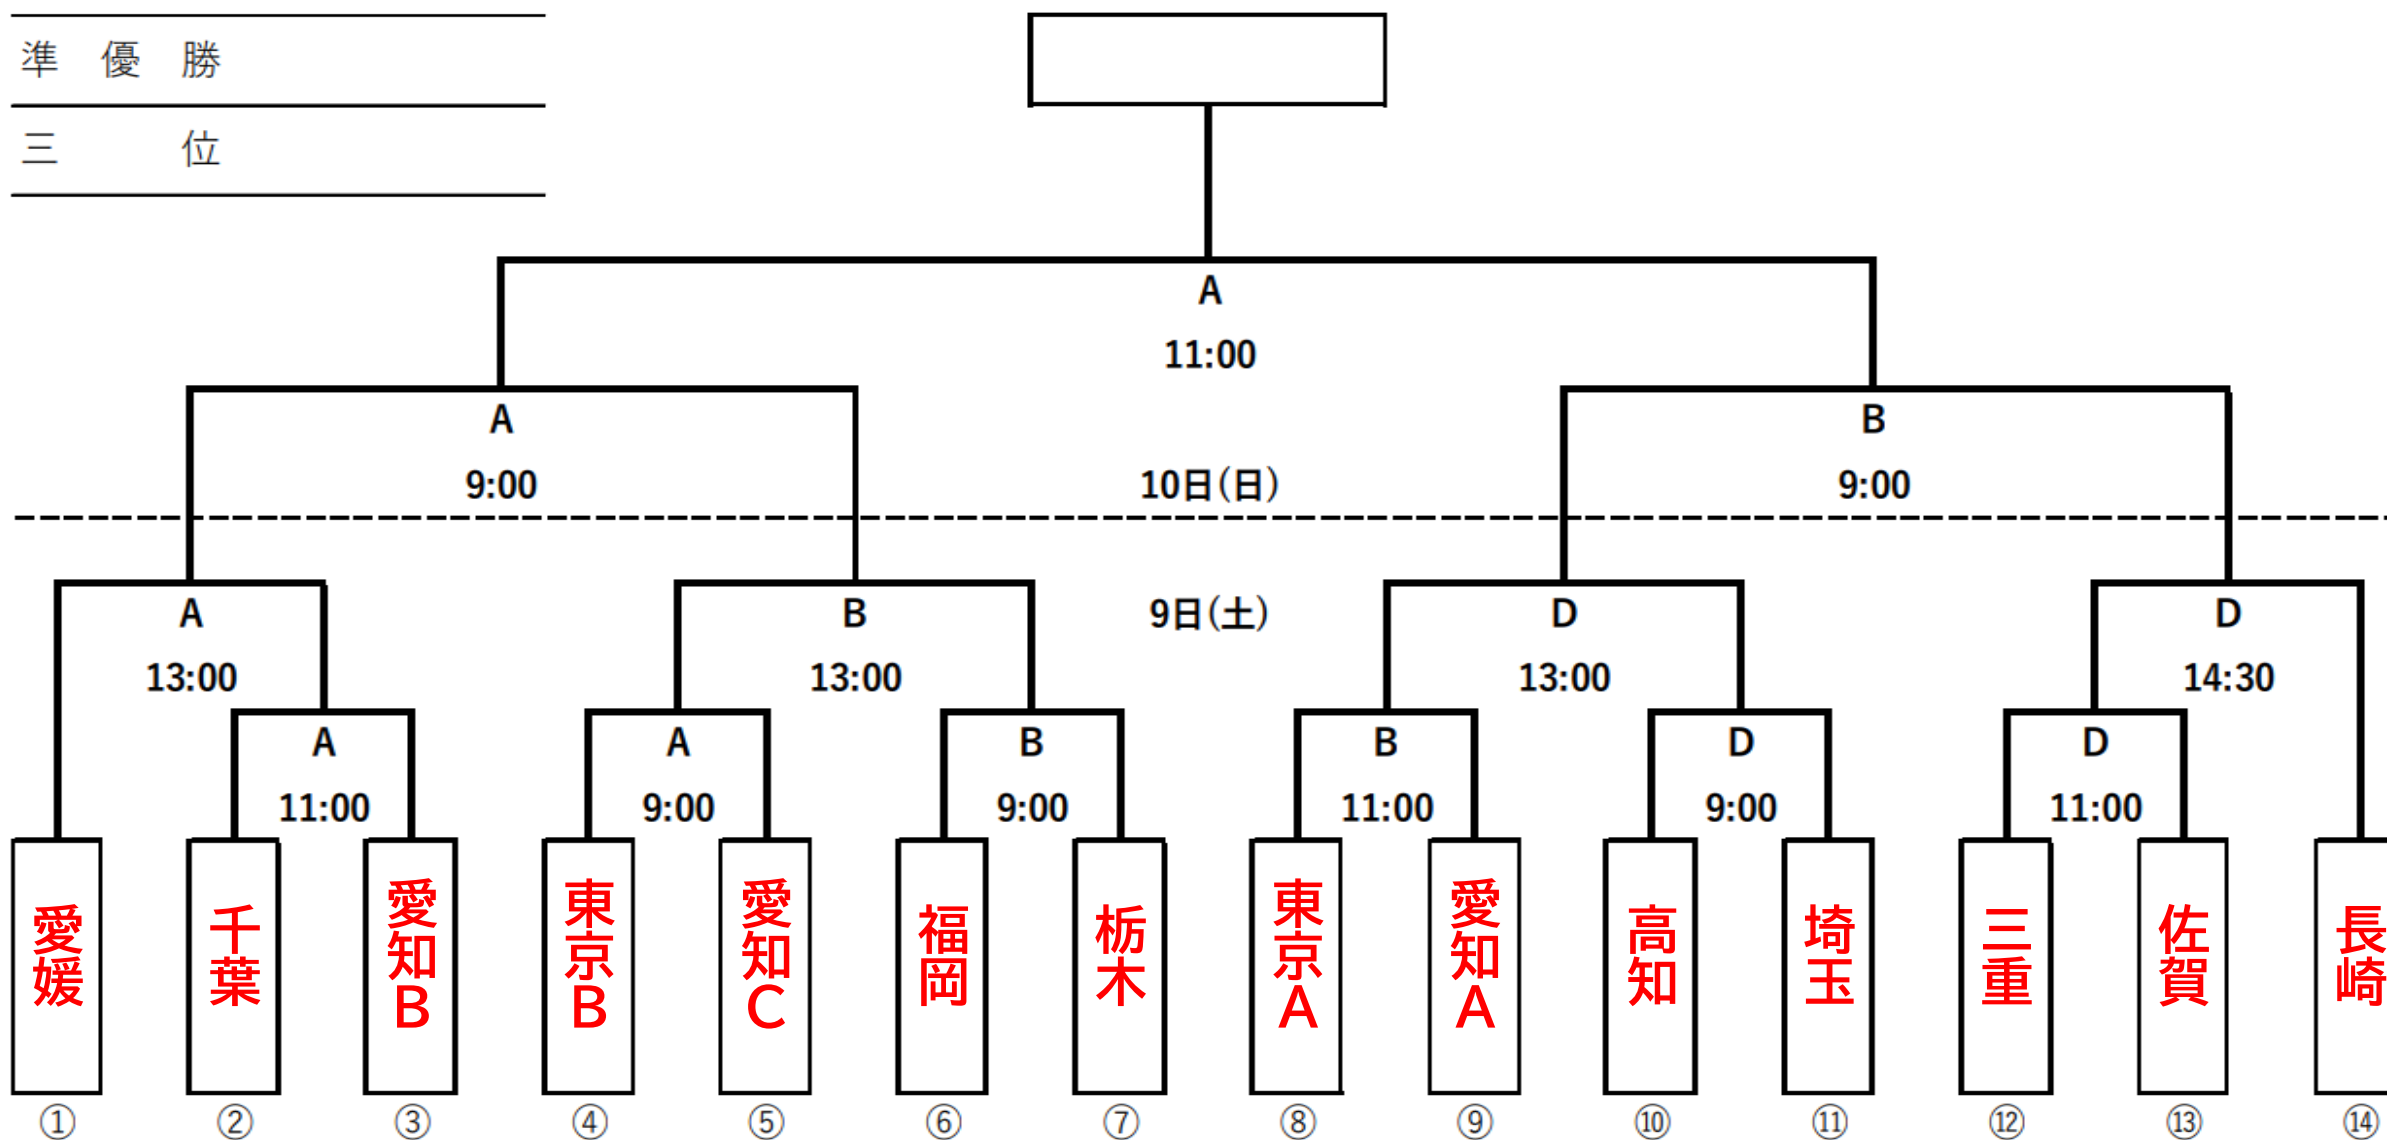 準優勝
三位
A
11:00
A
9:00
10日(日)
B
9:00
A
13:00
B
13:00
9日(土)
D
13:00
D
14:30
A
11:00
A
9:00
B
9:00
B
11:00
D
9:00
D
11:00
愛媛
千葉
愛知B
東京B
愛知C
福岡
栃木
東京A
愛知A
高知
埼玉
三重
佐賀
長崎
① ② ③ ④ ⑤ ⑥ ⑦ ⑧ ⑨ ⑩ ⑪ ⑫ ⑬ ⑭